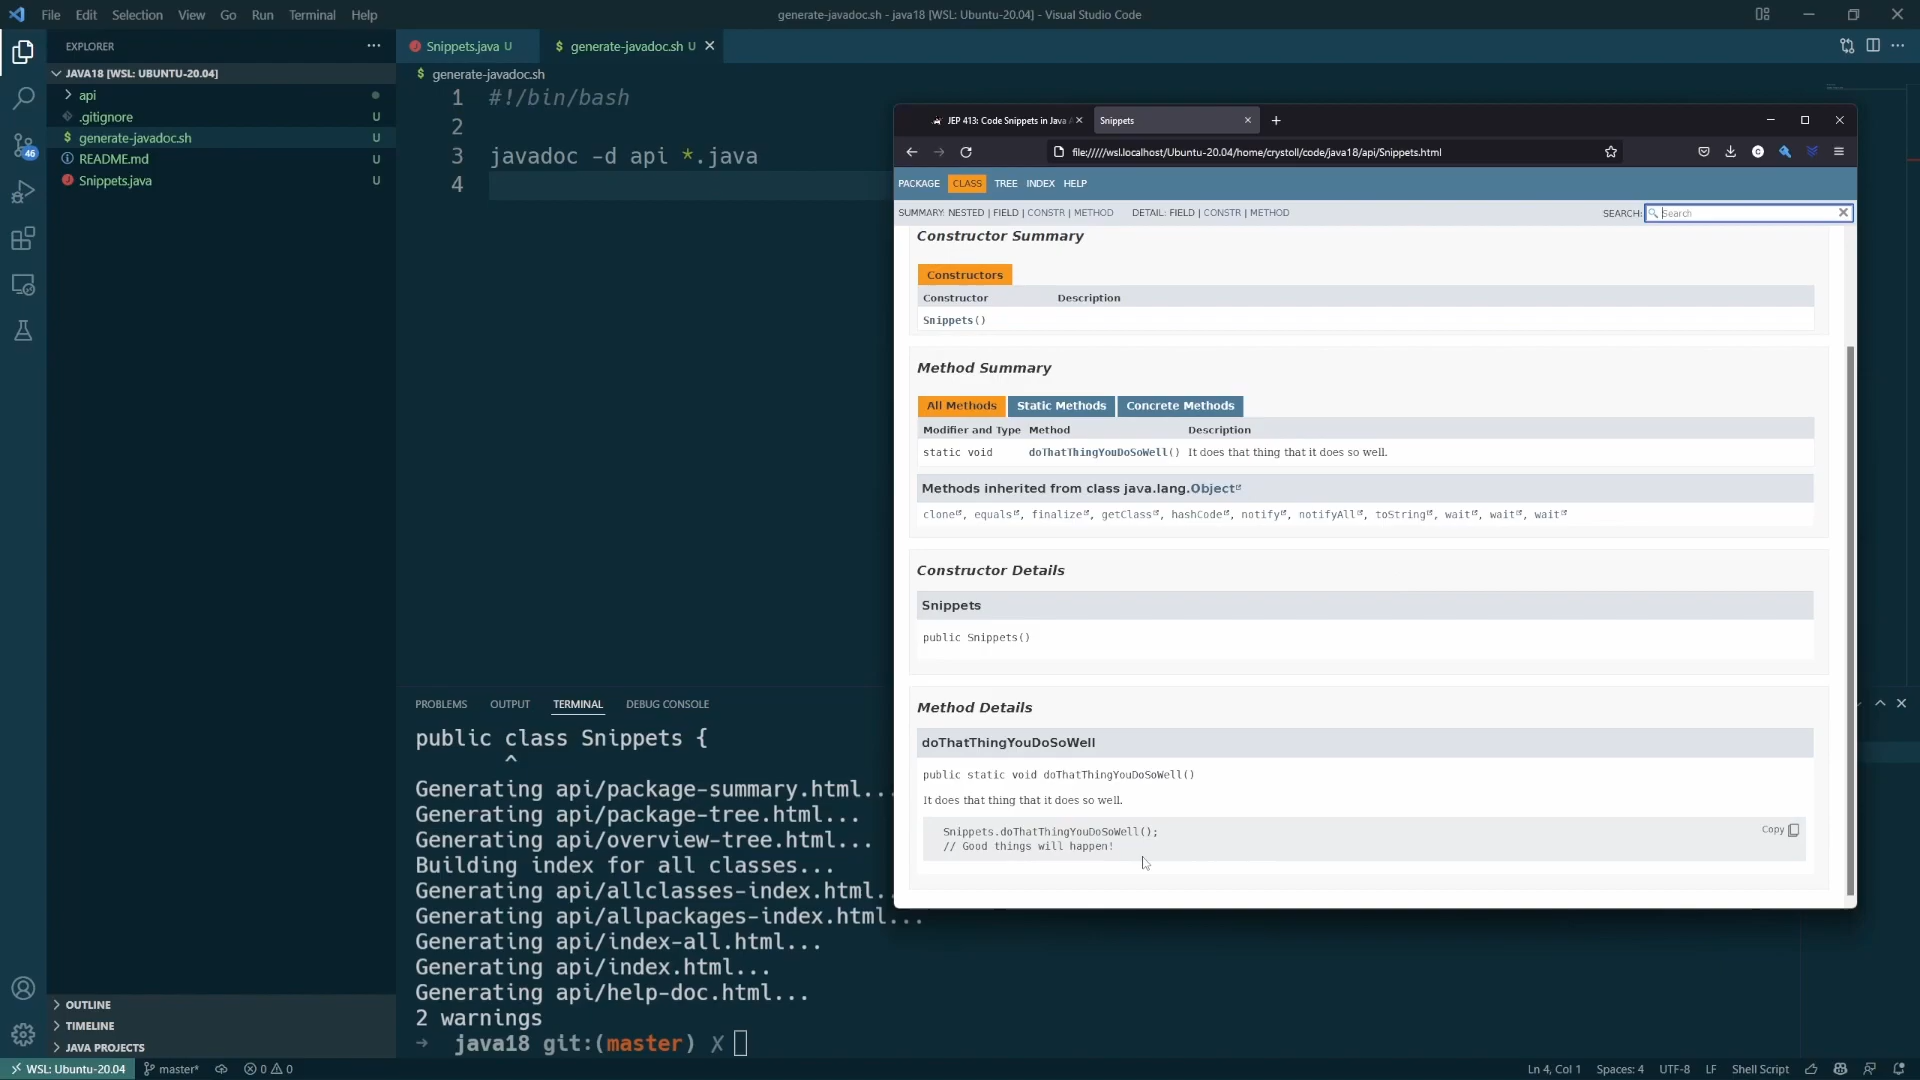 File Edit Selection View Go Run Terminal Help
generate-javadoc.sh - java18 [WSL: Ubuntu-20.04] - Visual Studio Code
EXPLORER
JAVA18 [WSL: UBUNTU-20.04]
api
.gitignore U
$ generate-javadoc.sh U
README.md U
Snippets.java U
46
OUTLINE
TIMELINE
JAVA PROJECTS
Snippets.java U
$ generate-javadoc.sh U
$ generate-javadoc.sh
1 #!/bin/bash
2
3 javadoc -d api *.java
4
PROBLEMS OUTPUT TERMINAL DEBUG CONSOLE
public class Snippets {
^
Generating api/package-summary.html...
Generating api/package-tree.html...
Generating api/overview-tree.html...
Building index for all classes...
Generating api/allclasses-index.html..
Generating api/allpackages-index.html...
Generating api/index-all.html...
Generating api/index.html...
Generating api/help-doc.html...
2 warnings
→ java18 git:(master) ✗
JEP 413: Code Snippets in Java
Snippets
file://///wsl.localhost/Ubuntu-20.04/home/crystoll/code/java18/api/Snippets.html
PACKAGE CLASS TREE INDEX HELP
SUMMARY: NESTED | FIELD | CONSTR | METHOD DETAIL: FIELD | CONSTR | METHOD
SEARCH: Search
Constructor Summary
Constructors
Constructor Description
Snippets()
Method Summary
All Methods Static Methods Concrete Methods
Modifier and Type Method Description
static void doThatThingYouDoSoWell() It does that thing that it does so well.
Methods inherited from class java.lang.Object
clone, equals, finalize, getClass, hashCode, notify, notifyAll, toString, wait, wait, wait
Constructor Details
Snippets
public Snippets()
Method Details
doThatThingYouDoSoWell
public static void doThatThingYouDoSoWell()
It does that thing that it does so well.
Snippets.doThatThingYouDoSoWell();
// Good things will happen!
Copy
WSL: Ubuntu-20.04 master* 0 0
Ln 4, Col 1 Spaces: 4 UTF-8 LF Shell Script